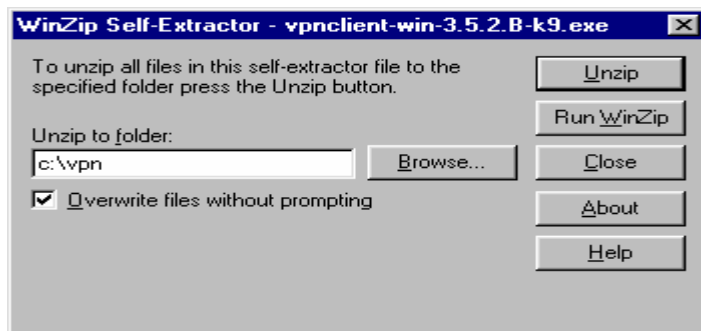 WinZip Self-Extractor - vpnclient-win-3.5.2.B-k9.exe
To unzip all files in this self-extractor file to the
specified folder press the Unzip button.
Unzip to folder:
c:\vpn
Browse...
Overwrite files without prompting
Unzip
Run WinZip
Close
About
Help